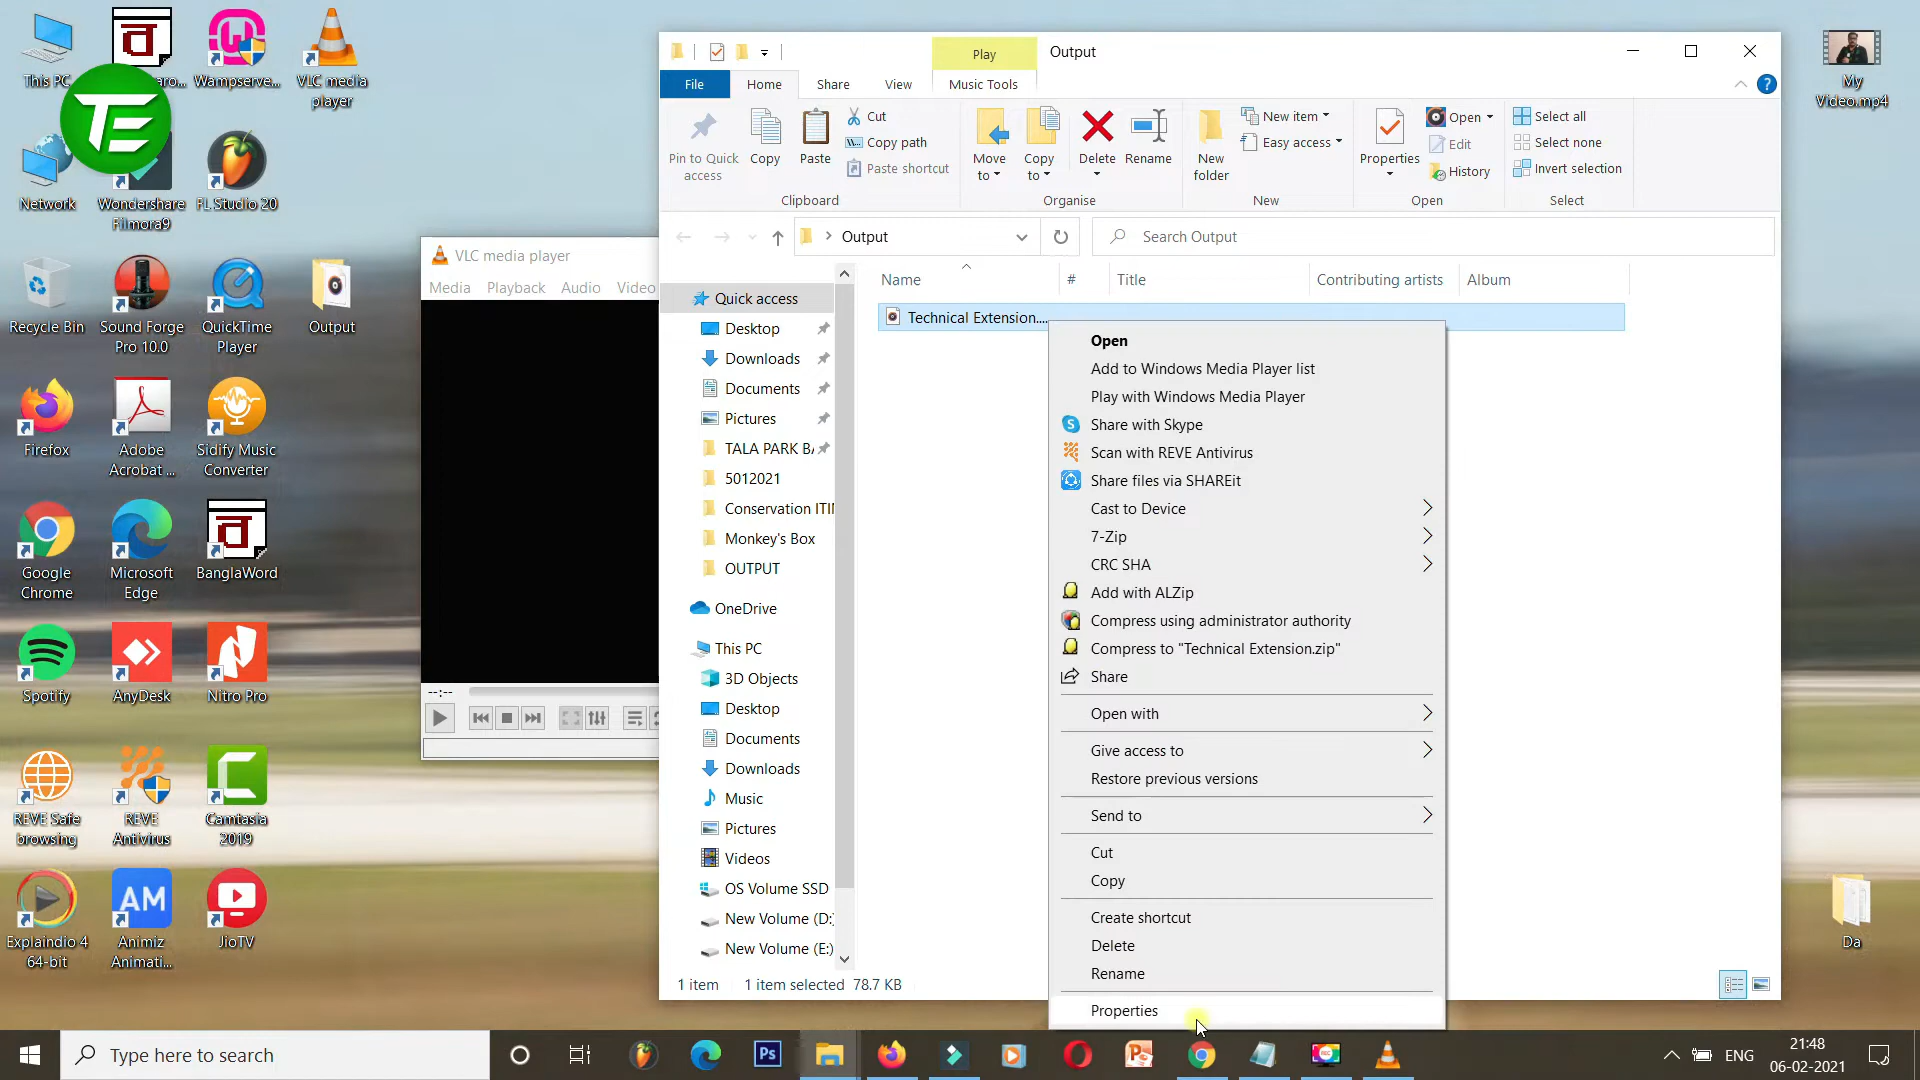 This PC
Wampserve...
VLC media
player
Network
Wondershare
Filmora9
FL Studio 20
Recycle Bin
Sound Forge
Pro 10.0
QuickTime
Player
Output
Firefox
Adobe
Acrobat ...
Sidify Music
Converter
Google
Chrome
Microsoft
Edge
BanglaWord
Spotify
AnyDesk
Nitro Pro
REVE Safe
browsing
REVE
Antivirus
Camtasia
2019
Explaindio 4
64-bit
Animiz
Animati...
JioTV
My
Video.mp4
Da
VLC media player
Media Playback Audio Video
--:--
Play
Output
File Home Share View Music Tools
Pin to Quick
access
Copy
Paste
Cut
Copy path
Paste shortcut
Clipboard
Move
to
Copy
to
Delete
Rename
Organise
New
folder
New item
Easy access
New
Properties
Open
Edit
History
Open
Select all
Select none
Invert selection
Select
Output
Search Output
Name # Title Contributing artists Album
Technical Extension....
Quick access
Desktop
Downloads
Documents
Pictures
TALA PARK BA
5012021
Conservation ITI
Monkey's Box
OUTPUT
OneDrive
This PC
3D Objects
Desktop
Documents
Downloads
Music
Pictures
Videos
OS Volume SSD
New Volume (D:)
New Volume (E:)
1 item 1 item selected 78.7 KB
Open
Add to Windows Media Player list
Play with Windows Media Player
Share with Skype
Scan with REVE Antivirus
Share files via SHAREit
Cast to Device
7-Zip
CRC SHA
Add with ALZip
Compress using administrator authority
Compress to "Technical Extension.zip"
Share
Open with
Give access to
Restore previous versions
Send to
Cut
Copy
Create shortcut
Delete
Rename
Properties
Type here to search
ENG
21:48
06-02-2021